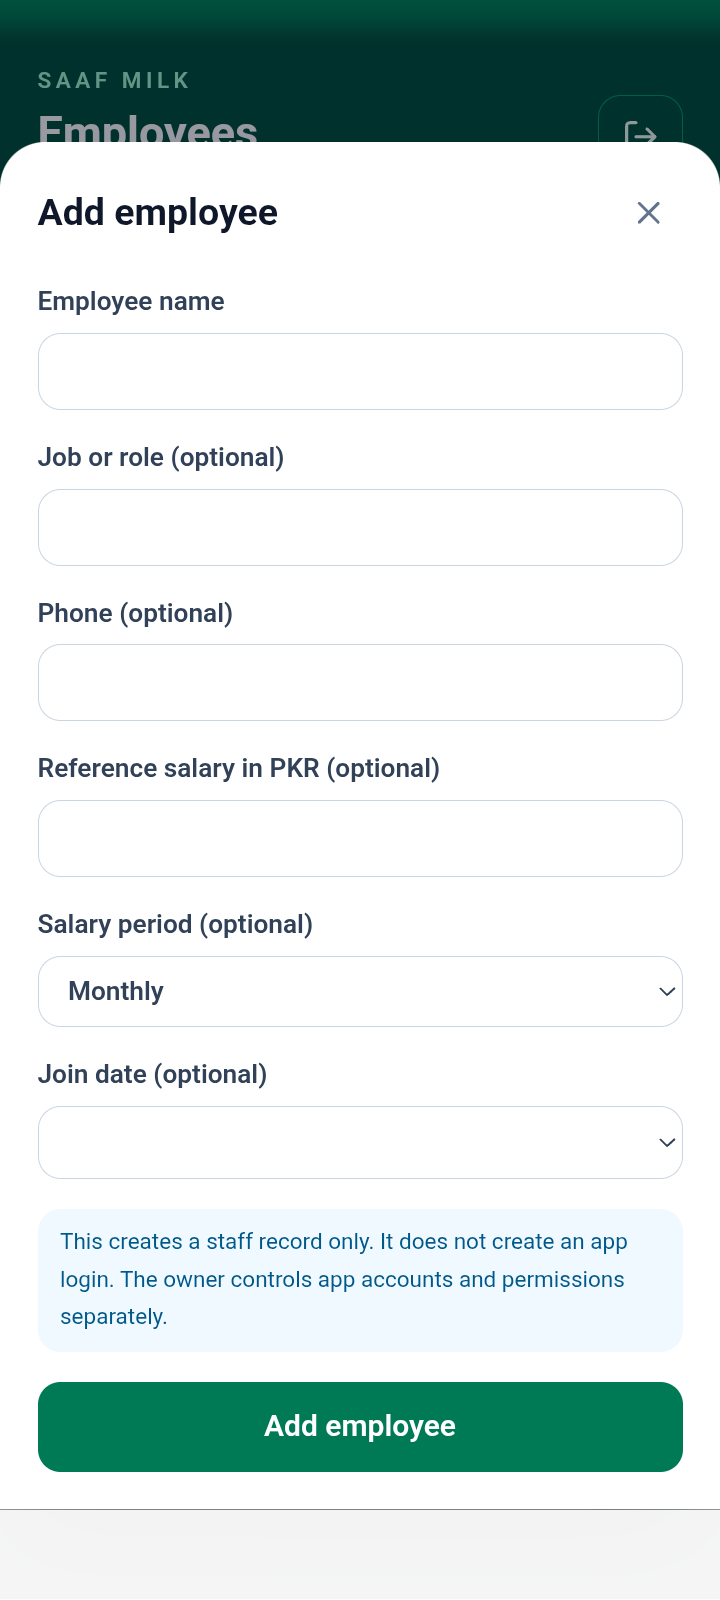 SAAF MILK
Employees
Add employee
Employee name
Job or role (optional)
Phone (optional)
Reference salary in PKR (optional)
Salary period (optional)
Monthly
Join date (optional)
This creates a staff record only. It does not create an app
login. The owner controls app accounts and permissions
separately.
Add employee